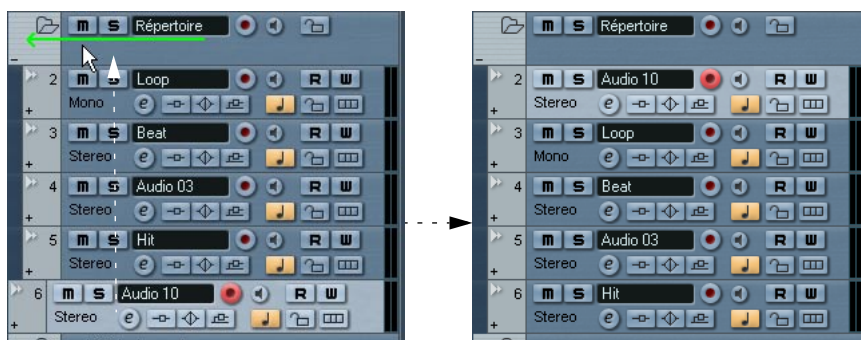 m S Répertoire
2 m S Loop R W
Mono e
3 m S Beat R W
Stereo e
4 m S Audio 03 R W
Stereo e
5 m S Hit R W
Stereo e
6 m S Audio 10 R W
Stereo e
m S Répertoire
2 m S Audio 10 R W
Stereo e
3 m S Loop R W
Mono e
4 m S Beat R W
Stereo e
5 m S Audio 03 R W
Stereo e
6 m S Hit R W
Stereo e